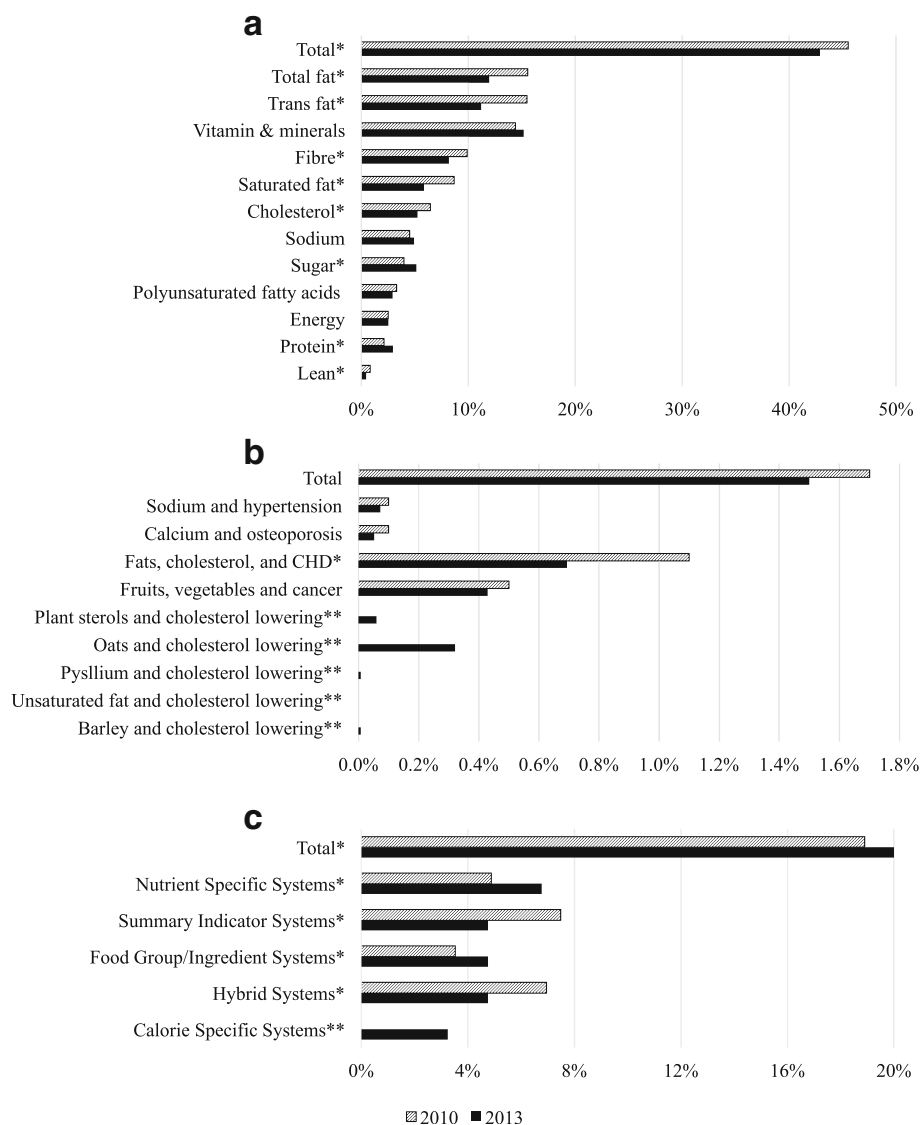 a
Total*
Total fat*
Trans fat*
Vitamin & minerals
Fibre*
Saturated fat*
Cholesterol*
Sodium
Sugar*
Polyunsaturated fatty acids
Energy
Protein*
Lean*
0% 10% 20% 30% 40% 50%
b
Total
Sodium and hypertension
Calcium and osteoporosis
Fats, cholesterol, and CHD*
Fruits, vegetables and cancer
Plant sterols and cholesterol lowering**
Oats and cholesterol lowering**
Pysllium and cholesterol lowering**
Unsaturated fat and cholesterol lowering**
Barley and cholesterol lowering**
0.0% 0.2% 0.4% 0.6% 0.8% 1.0% 1.2% 1.4% 1.6% 1.8%
c
Total*
Nutrient Specific Systems*
Summary Indicator Systems*
Food Group/Ingredient Systems*
Hybrid Systems*
Calorie Specific Systems**
0% 4% 8% 12% 16% 20%
2010 2013